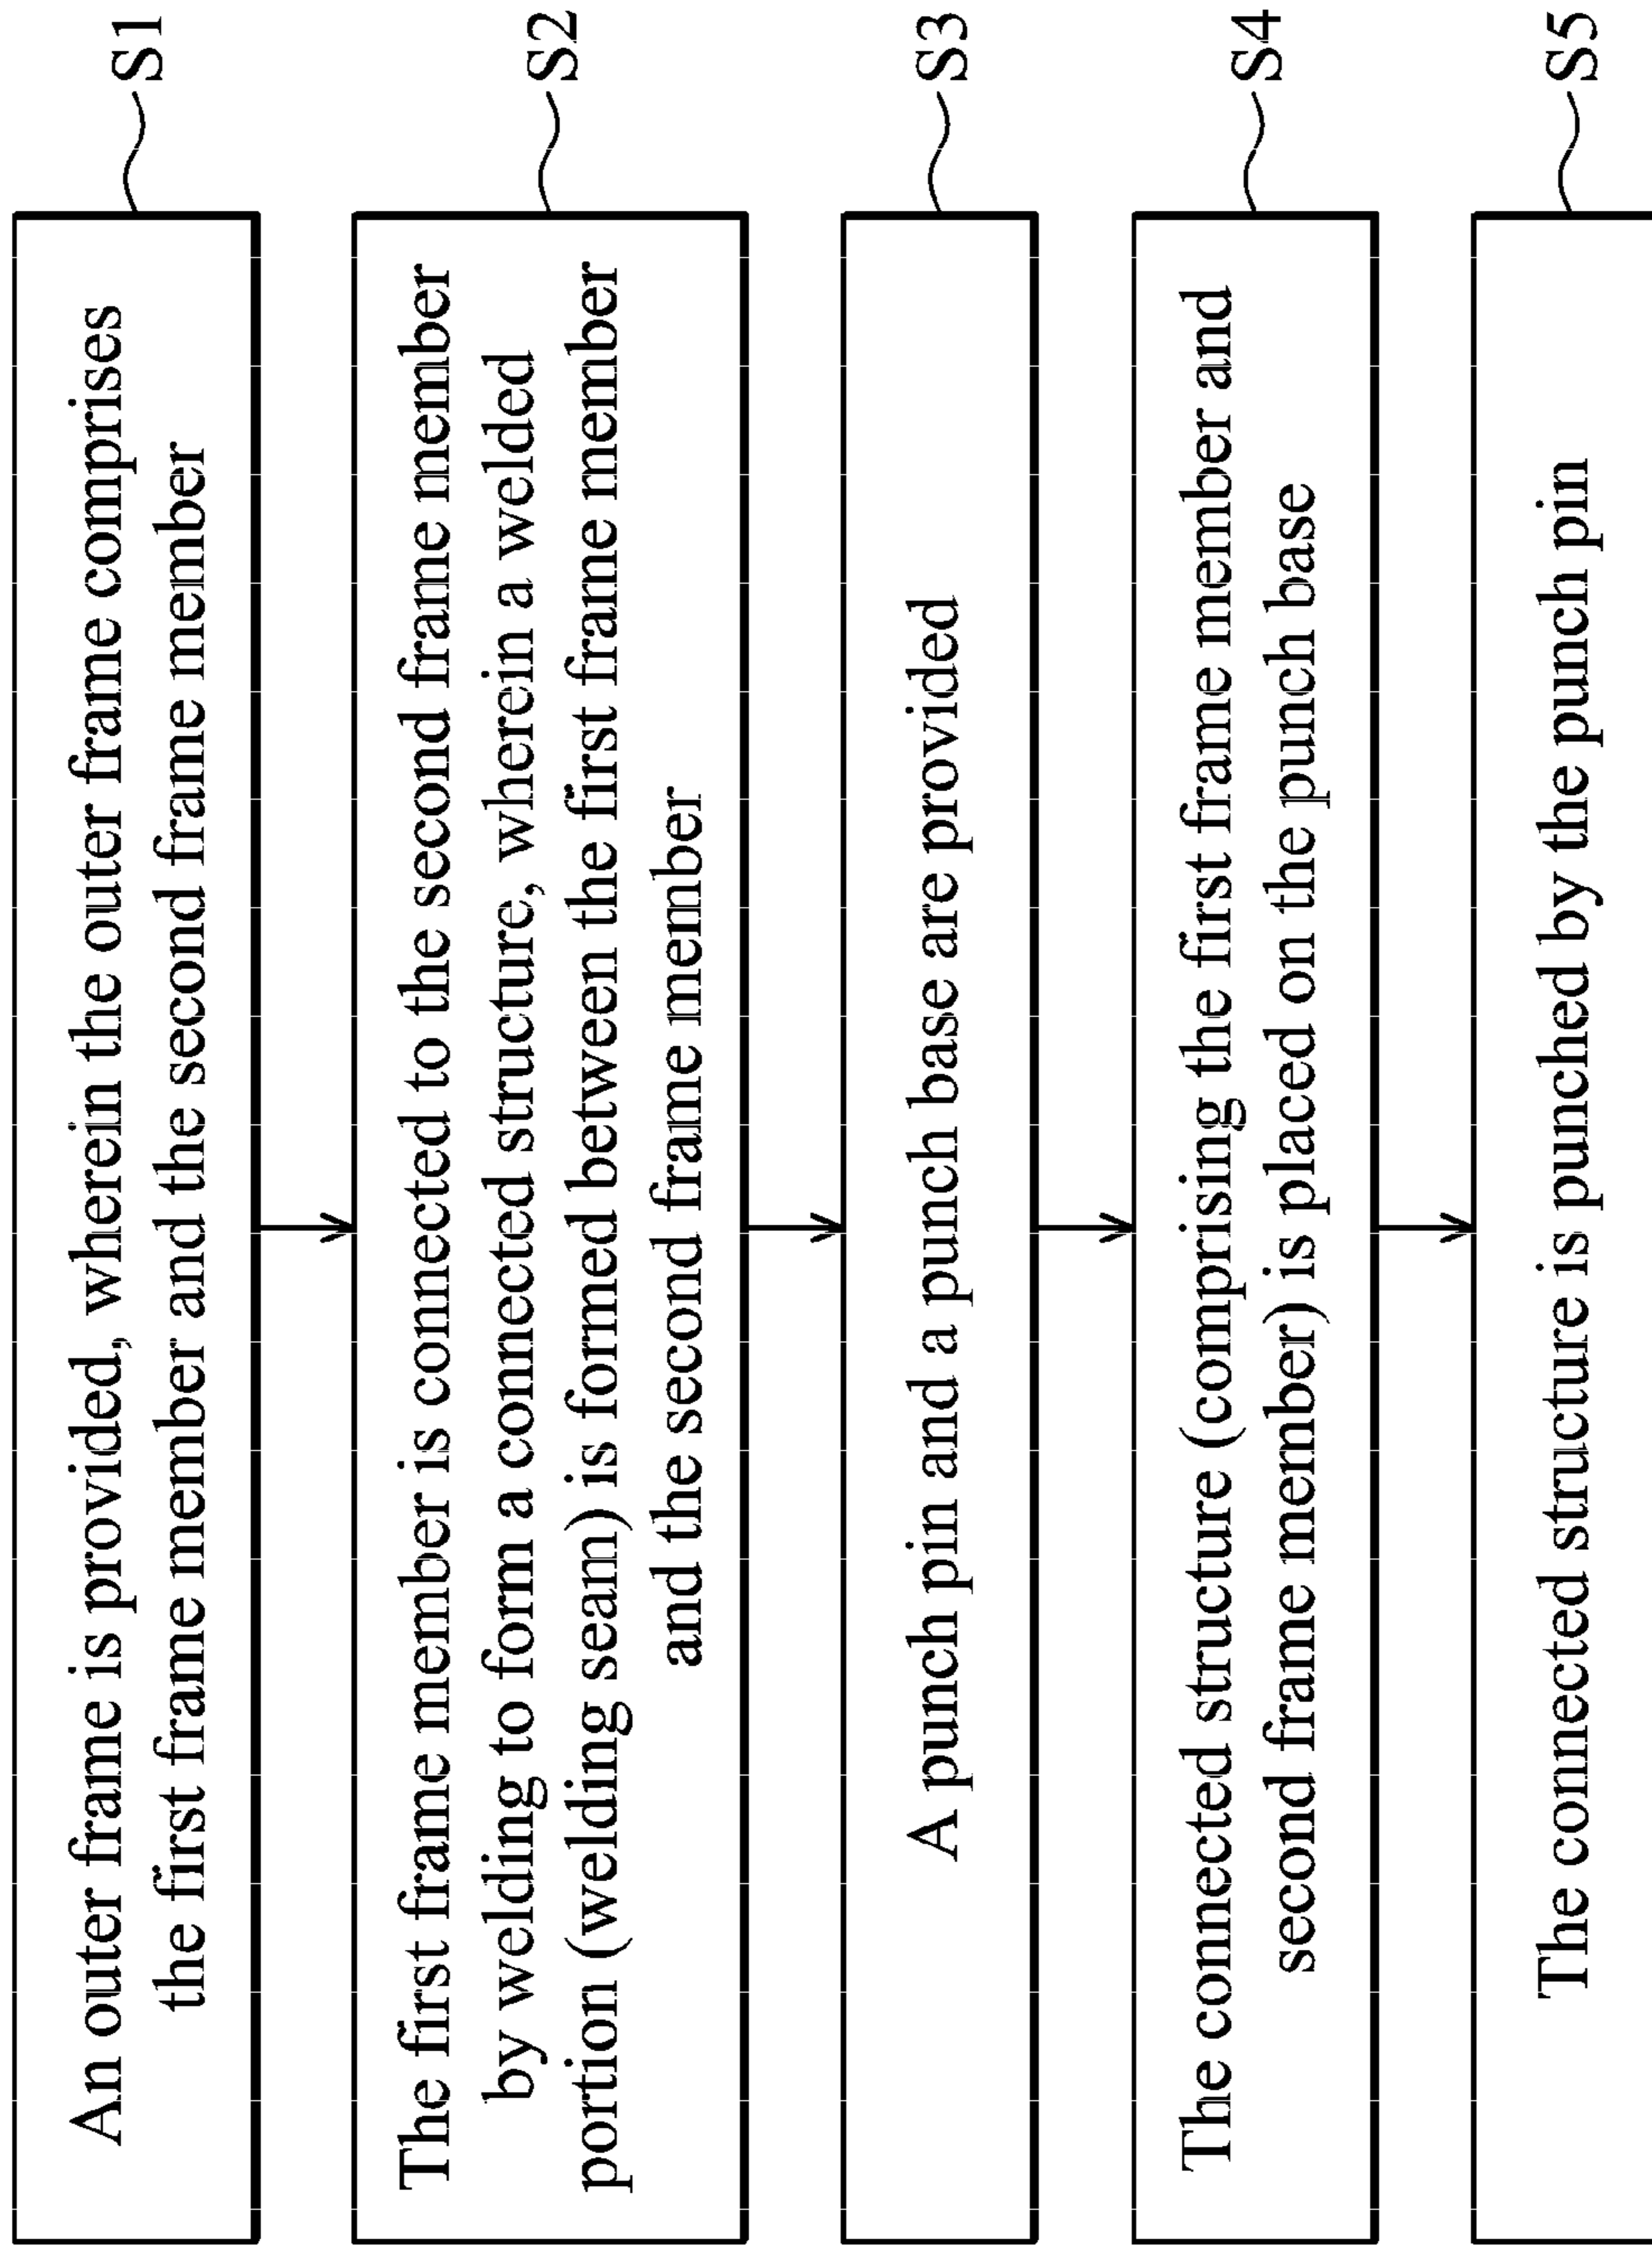 An outer frame is provided, wherein the outer frame comprises
the first frame member and the second frame member
S1
The first frame member is connected to the second frame member
by welding to form a connected structure, wherein a welded
portion (welding seam) is formed between the first frame member
and the second frame member
S2
A punch pin and a punch base are provided
S3
The connected structure (comprising the first frame member and
second frame member) is placed on the punch base
S4
The connected structure is punched by the punch pin
S5